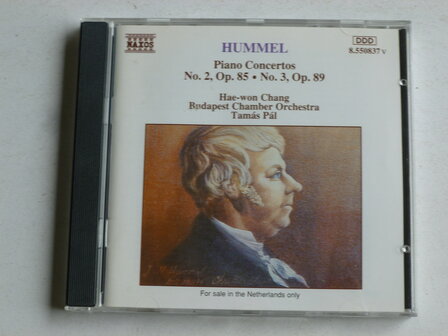 NAXOS
DDD
8.550837 V
HUMMEL
Piano Concertos
No. 2, Op. 85 • No. 3, Op. 89
Hae-won Chang
Budapest Chamber Orchestra
Tamás Pál
For sale in the Netherlands only